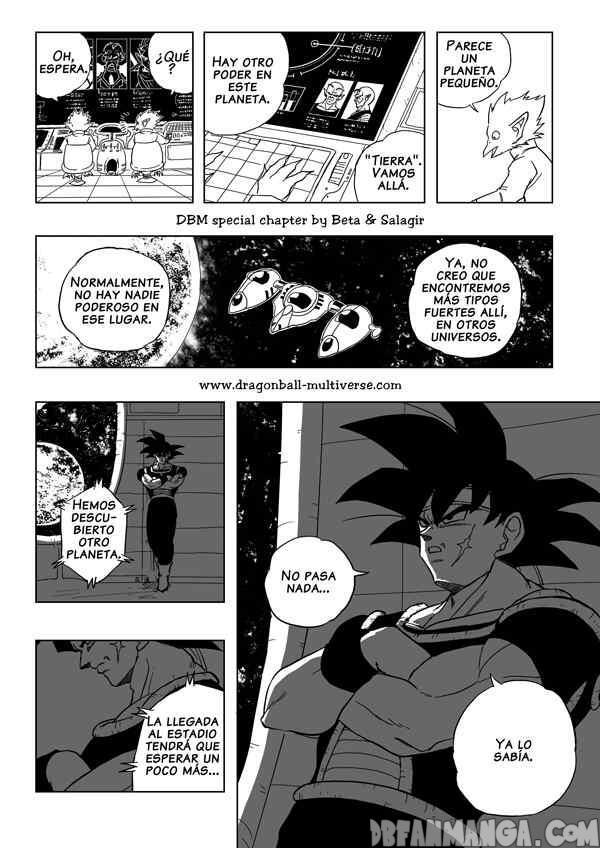 OH,
ESPERA.
¿QUÉ
?
HAY OTRO
PODER EN
ESTE
PLANETA.
"TIERRA".
VAMOS
ALLÁ.
PARECE
UN
PLANETA
PEQUEÑO.
DBM special chapter by Beta & Salagir
NORMALMENTE,
NO HAY NADIE
PODEROSO EN
ESE LUGAR.
YA, NO
CREO QUE
ENCONTREMOS
MÁS TIPOS
FUERTES ALLÍ,
EN OTROS
UNIVERSOS.
www.dragonball-multiverse.com
HEMOS
DESCU-
BIERTO
OTRO
PLANETA.
LA LLEGADA
AL ESTADIO
TENDRÁ QUE
ESPERAR UN
POCO MÁS...
NO PASA
NADA...
YA LO
SABÍA.
DBFANMANGA.COM